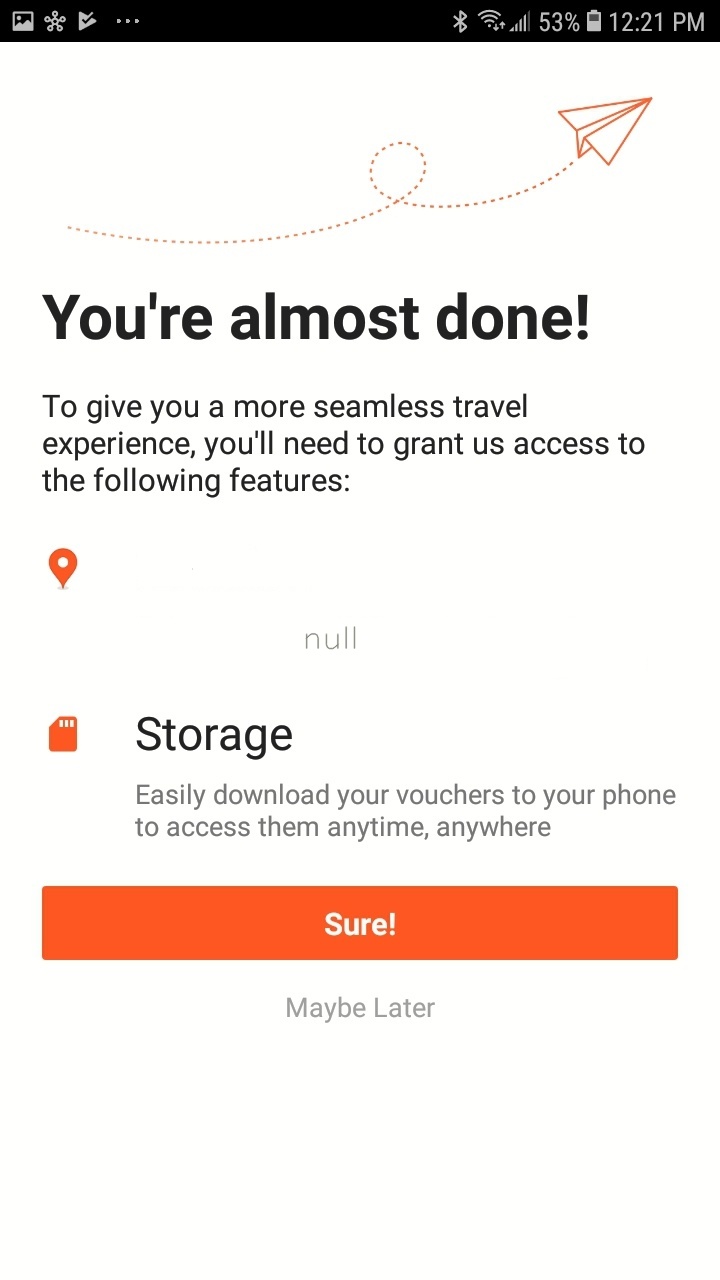 53% 12:21 PM
You're almost done!
To give you a more seamless travel
experience, you'll need to grant us access to
the following features:
null
Storage
Easily download your vouchers to your phone
to access them anytime, anywhere
Sure!
Maybe Later